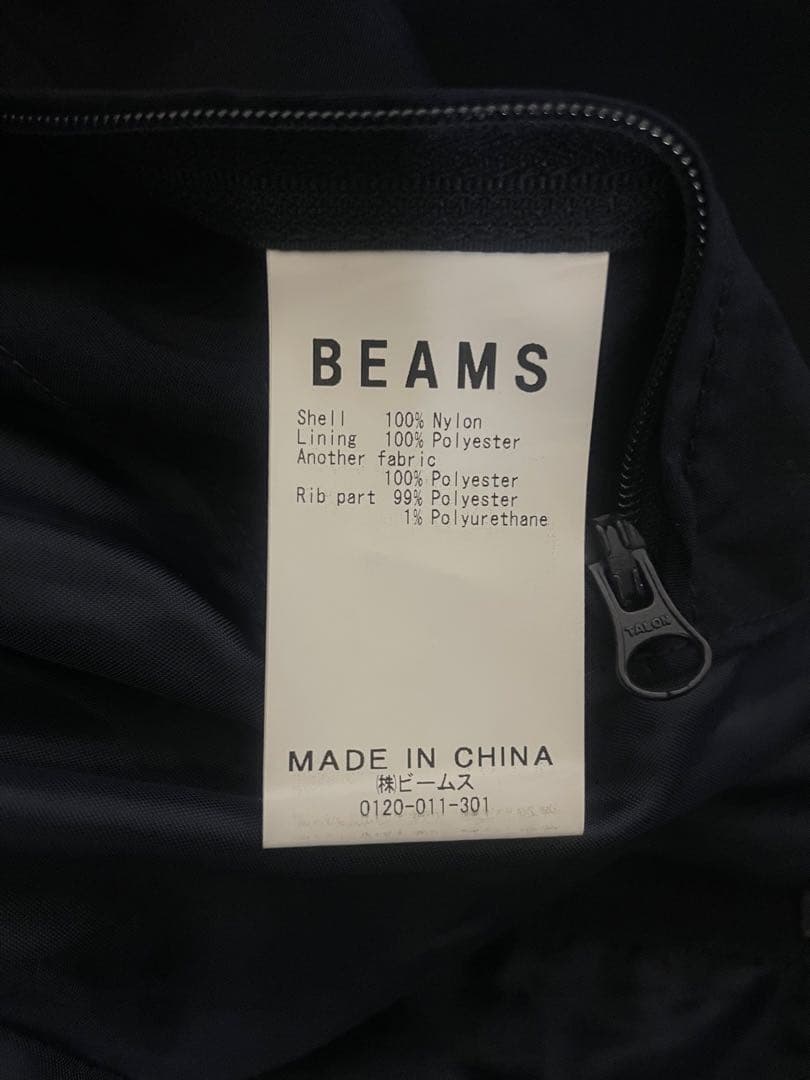 BEAMS
Shell 100% Nylon
Lining 100% Polyester
Another fabric
100% Polyester
Rib part 99% Polyester
1% Polyurethane
TALON
MADE IN CHINA
㈱ビームス
0120-011-301